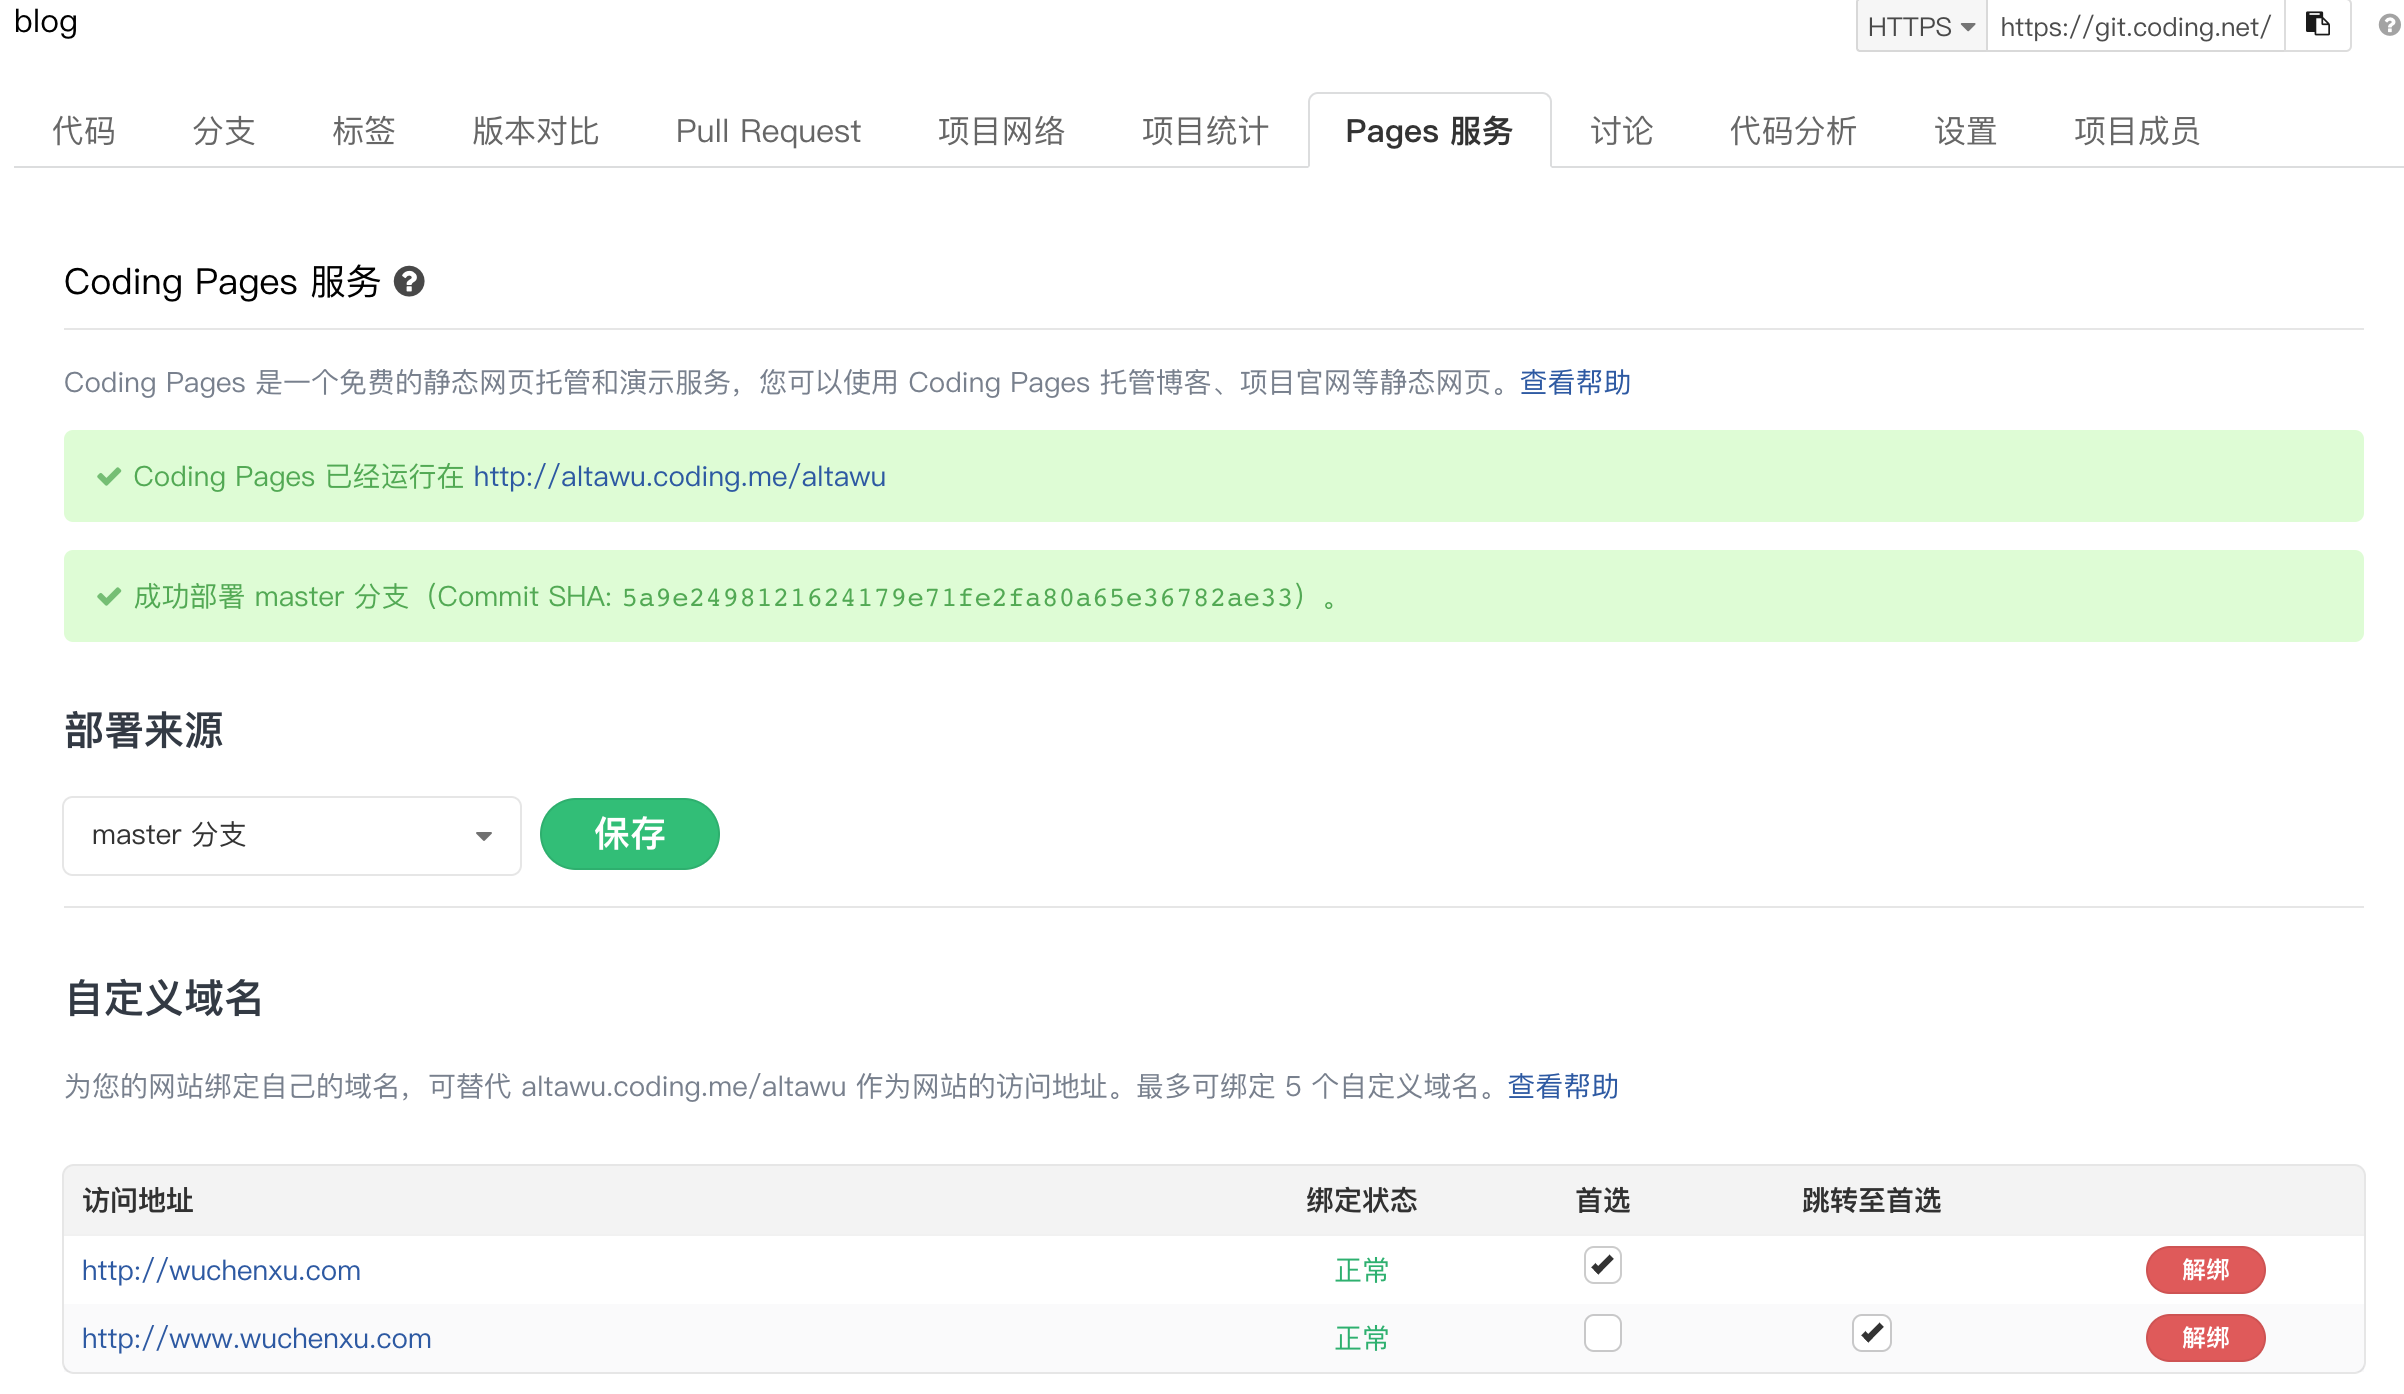 blog
HTTPS https://git.coding.net/
代码 分支 标签 版本对比 Pull Request 项目网络 项目统计 Pages 服务 讨论 代码分析 设置 项目成员
Coding Pages 服务
Coding Pages 是一个免费的静态网页托管和演示服务，您可以使用 Coding Pages 托管博客、项目官网等静态网页。查看帮助
Coding Pages 已经运行在 http://altawu.coding.me/altawu
成功部署 master 分支（Commit SHA: 5a9e2498121624179e71fe2fa80a65e36782ae33）。
部署来源
master 分支 保存
自定义域名
为您的网站绑定自己的域名，可替代 altawu.coding.me/altawu 作为网站的访问地址。最多可绑定 5 个自定义域名。查看帮助
访问地址 绑定状态 首选 跳转至首选
http://wuchenxu.com 正常 解绑
http://www.wuchenxu.com 正常 解绑